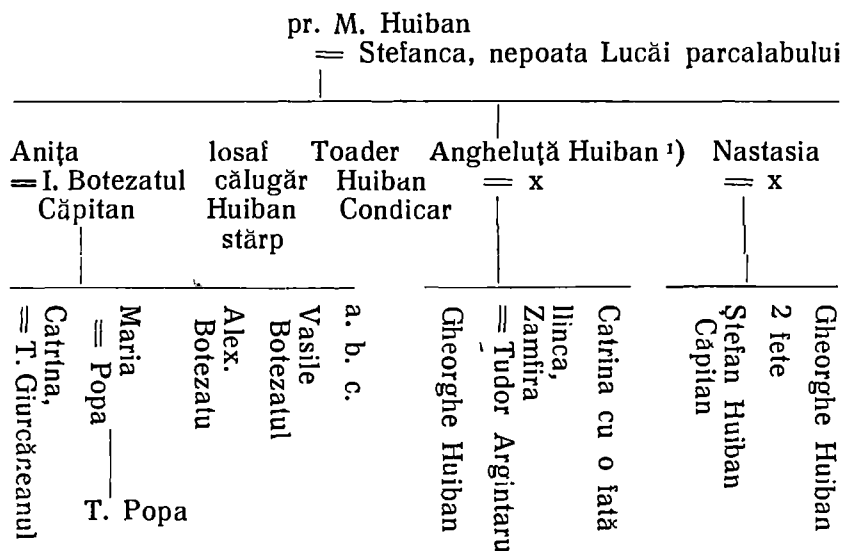 pr. M. Huiban
= Stefanca, nepoata Lucăi parcalabului
Anița
= I. Botezatul
Căpitan
Iosaf
călugăr
Huiban
stărp
Toader
Huiban
Condicar
Angheluță Huiban ¹)
= x
Nastasia
= x
Catrina,
= T. Giurcăneanul
Maria
= Popa
T. Popa
Alex.
Botezatu
Vasile
Botezatul
a. b. c.
Gheorghe Huiban
Ilinca,
Zamfira
= Tudor Argintaru
Catrina cu o fată
Ștefan Huiban
Căpitan
2 fete
Gheorghe Huiban